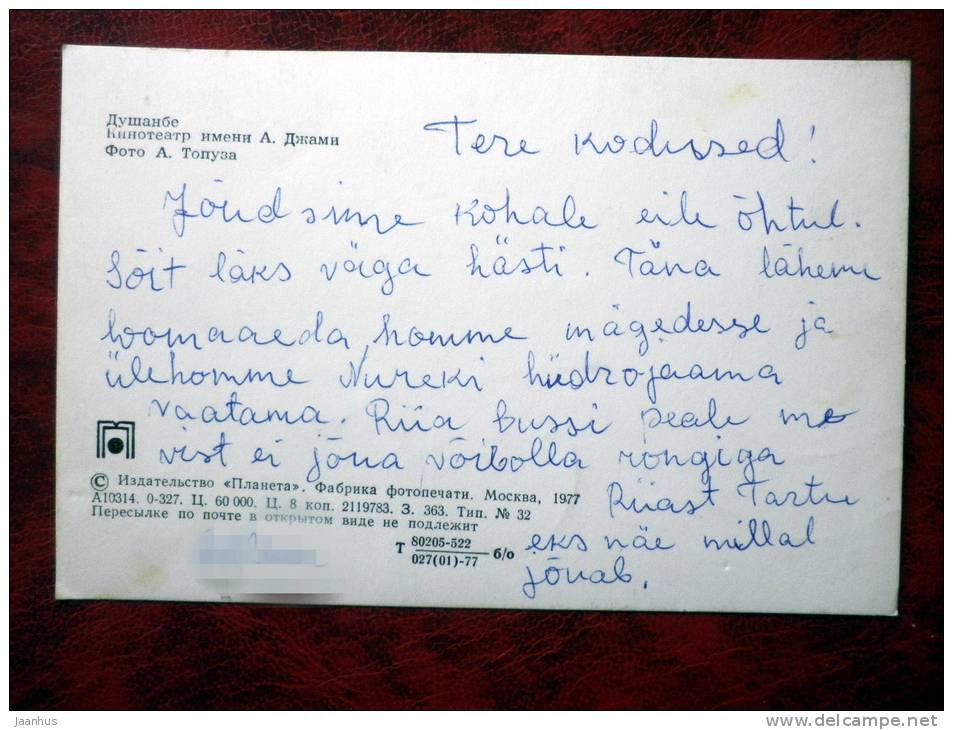 Душанбе
Кинотеатр имени А. Джами
Фото А. Топуза
Tere kodused!
Jõudsime kohale eile õhtul.
Sõit läks väga hästi. Täna läheme
loomaaeda, homme mägedesse ja
ülehomme Nureki hüdrojaama
vaatama. Riia bussi peale me
vist ei jõua võibolla rongiga
Riiast Tartu
eks näe millal
jõuab.
© Издательство «Планета». Фабрика фотопечати. Москва, 1977
А10314. 0-327. Ц. 60 000. Ц. 8 коп. 2119783. З. 363. Тип. № 32
Пересылке по почте в открытом виде не подлежит
Т 80205-522 б/о
027(01)-77
Jaanhus
www.delcampe.net